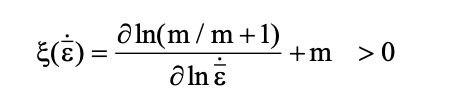 ξ(ε̄̇) = ∂ln(m / m+1) / ∂ln ε̄̇ + m > 0